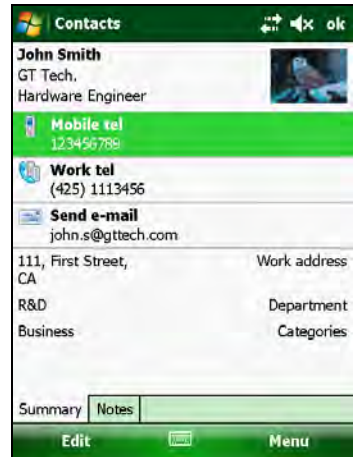 Contacts ok
John Smith
GT Tech.
Hardware Engineer
Mobile tel
123456789
Work tel
(425) 1113456
Send e-mail
john.s@gttech.com
111, First Street, Work address
CA
R&D Department
Business Categories
Summary Notes
Edit Menu